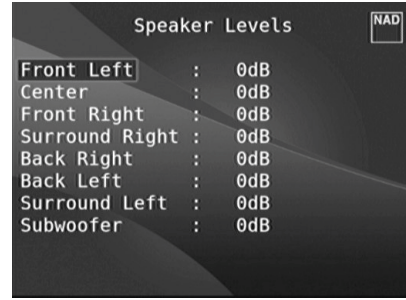 Speaker Levels
NAD
Front Left : 0dB
Center : 0dB
Front Right : 0dB
Surround Right : 0dB
Back Right : 0dB
Back Left : 0dB
Surround Left : 0dB
Subwoofer : 0dB